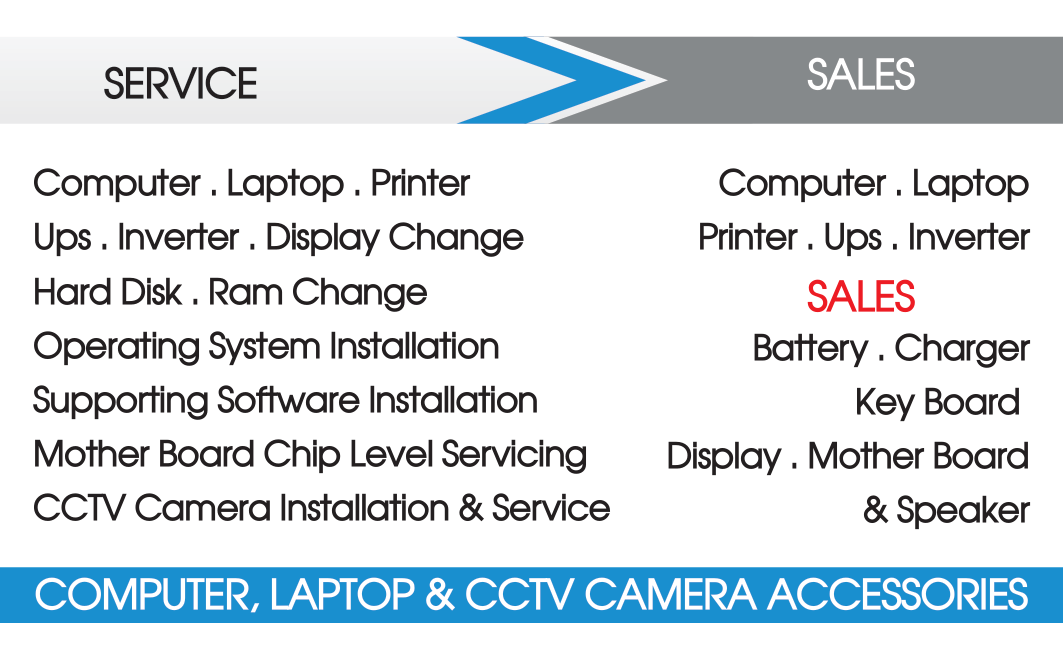 SERVICE
Computer . Laptop . Printer
Ups . Inverter . Display Change
Hard Disk . Ram Change
Operating System Installation
Supporting Software Installation
Mother Board Chip Level Servicing
CCTV Camera Installation & Service
SALES
Computer . Laptop
Printer . Ups . Inverter
SALES
Battery . Charger
Key Board
Display . Mother Board
& Speaker
COMPUTER, LAPTOP & CCTV CAMERA ACCESSORIES